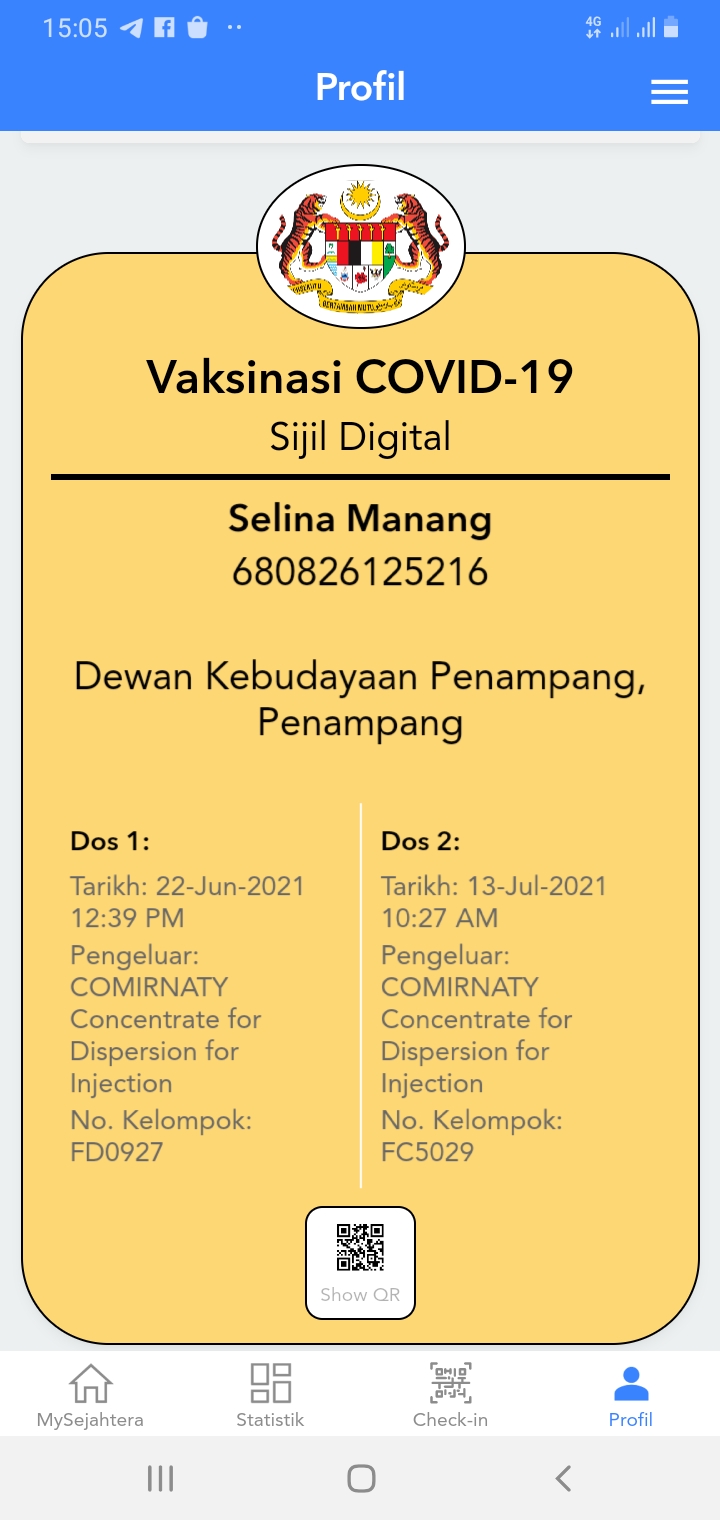 15:05
4G
Profil
BERTAMBAH MUTU
Vaksinasi COVID-19
Sijil Digital
Selina Manang
680826125216
Dewan Kebudayaan Penampang,
Penampang
Dos 1:
Tarikh: 22-Jun-2021
12:39 PM
Pengeluar:
COMIRNATY
Concentrate for
Dispersion for
Injection
No. Kelompok:
FD0927
Dos 2:
Tarikh: 13-Jul-2021
10:27 AM
Pengeluar:
COMIRNATY
Concentrate for
Dispersion for
Injection
No. Kelompok:
FC5029
Show QR
MySejahtera
Statistik
Check-in
Profil